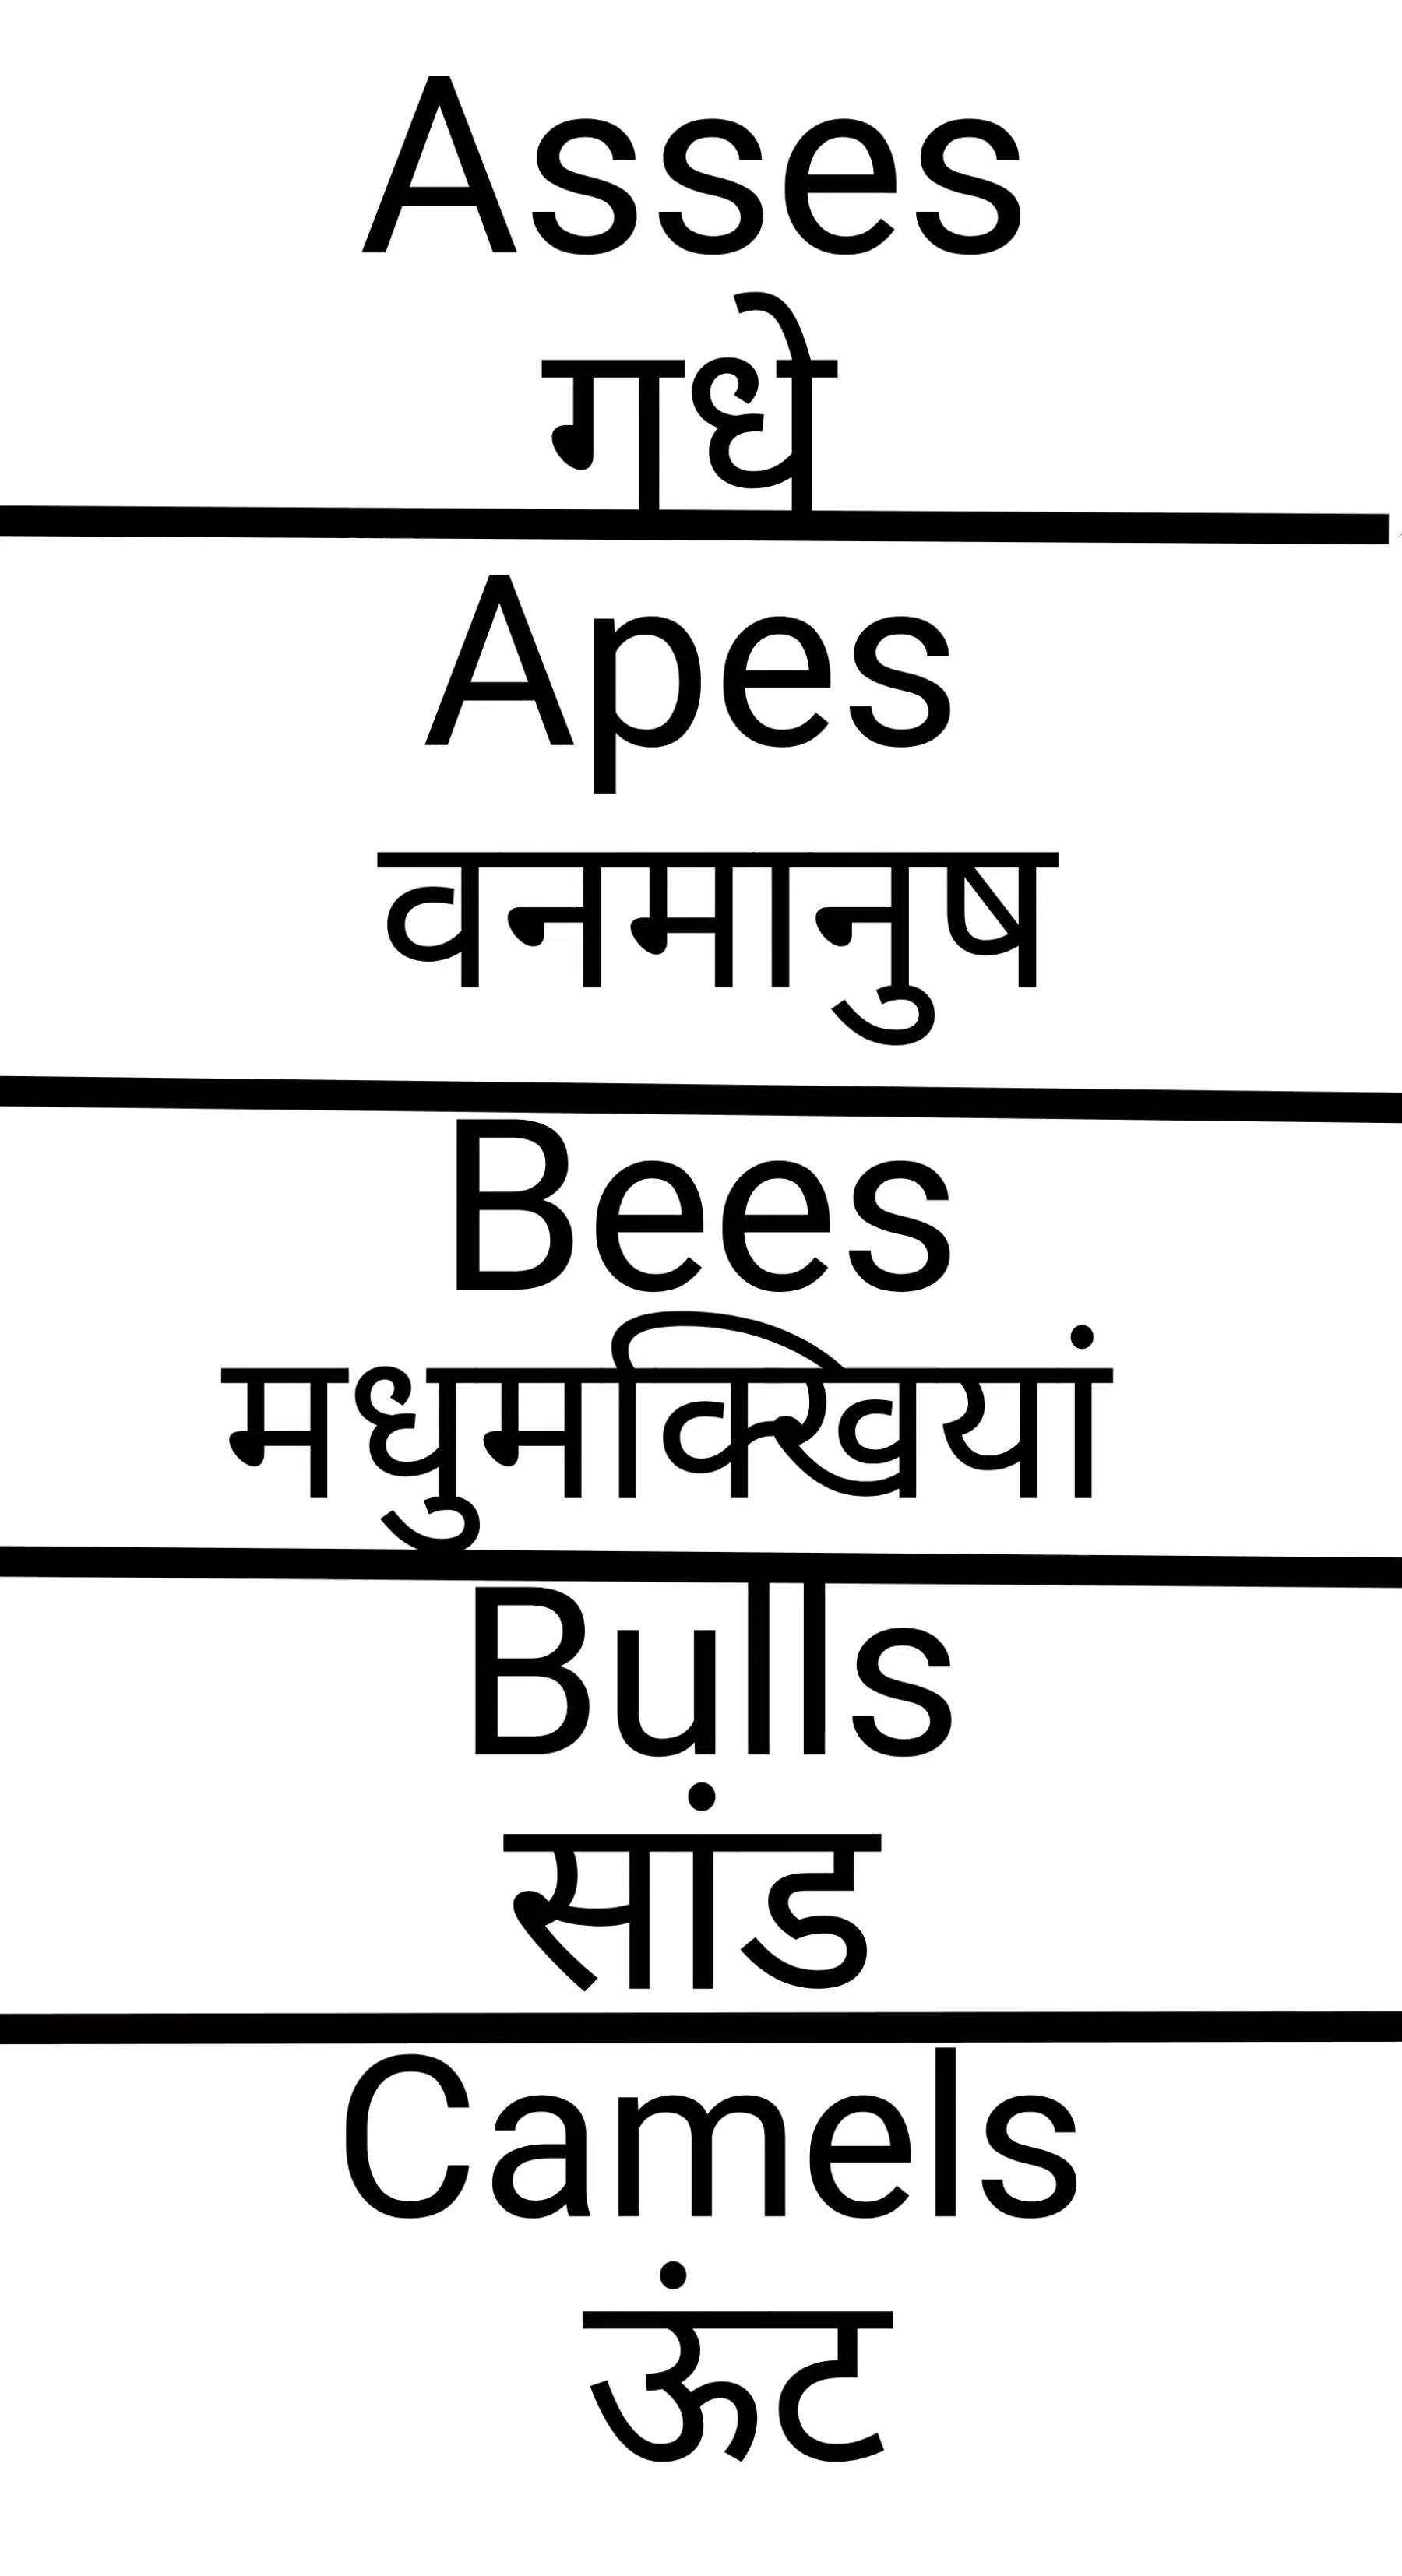 Asses
गधे
Apes
वनमानुष
Bees
मधुमक्खियां
Bulls
सांड
Camels
ऊंट